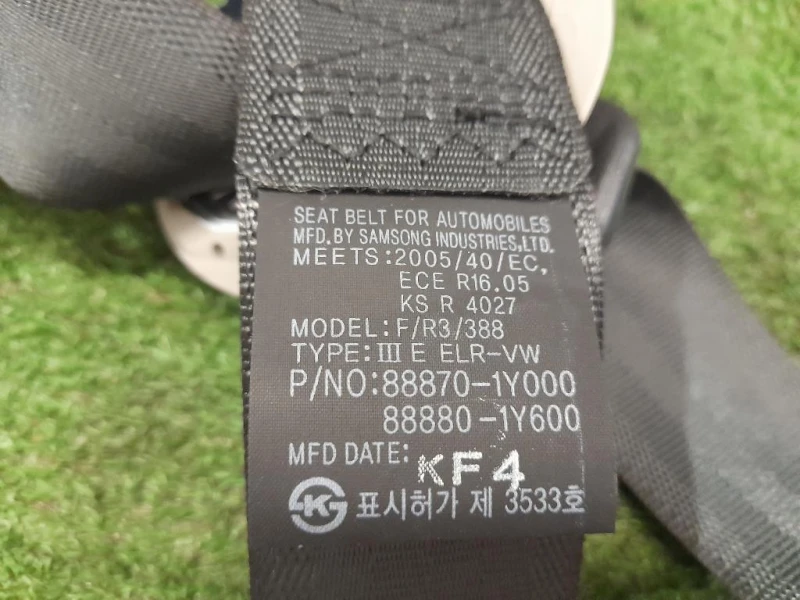 SEAT BELT FOR AUTOMOBILES
MFD.BY SAMSONG INDUSTRIES,LTD.
MEETS:2005/40/EC,
ECE R16.05
KS R 4027
MODEL:F/R3/388
TYPE:III E ELR-VW
P/NO:88870-1Y000
88880-1Y600
MFD DATE: KF4
표시허가 제 3533호